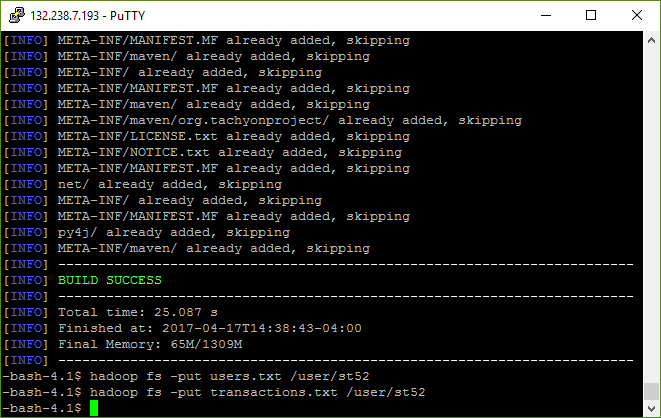 132.238.7.193 - PuTTY
[INFO] META-INF/MANIFEST.MF already added, skipping
[INFO] META-INF/maven/ already added, skipping
[INFO] META-INF/ already added, skipping
[INFO] META-INF/MANIFEST.MF already added, skipping
[INFO] META-INF/maven/ already added, skipping
[INFO] META-INF/maven/org.tachyonproject/ already added, skipping
[INFO] META-INF/LICENSE.txt already added, skipping
[INFO] META-INF/NOTICE.txt already added, skipping
[INFO] META-INF/MANIFEST.MF already added, skipping
[INFO] net/ already added, skipping
[INFO] META-INF/ already added, skipping
[INFO] META-INF/MANIFEST.MF already added, skipping
[INFO] py4j/ already added, skipping
[INFO] META-INF/maven/ already added, skipping
[INFO] ------------------------------------------------------------------------
[INFO] BUILD SUCCESS
[INFO] ------------------------------------------------------------------------
[INFO] Total time: 25.087 s
[INFO] Finished at: 2017-04-17T14:38:43-04:00
[INFO] Final Memory: 65M/1309M
[INFO] ------------------------------------------------------------------------
-bash-4.1$ hadoop fs -put users.txt /user/st52
-bash-4.1$ hadoop fs -put transactions.txt /user/st52
-bash-4.1$